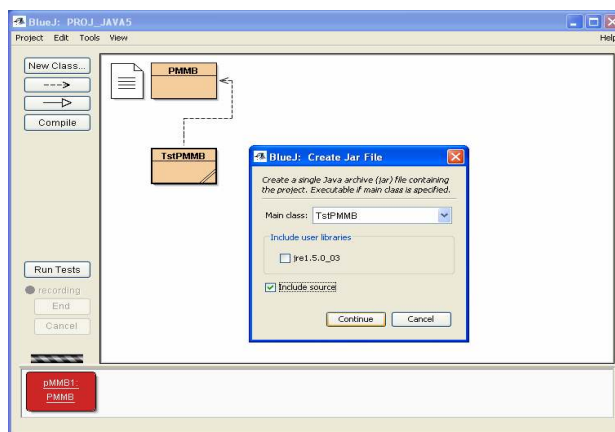 BlueJ: PROJ_JAVA5
Project Edit Tools View Help
New Class...
--->
Compile
PMMB
TstPMMB
BlueJ: Create Jar File
Create a single Java archive (jar) file containing
the project. Executable if main class is specified.
Main class: TstPMMB
Include user libraries
jre1.5.0_03
Include source
Continue Cancel
Run Tests
recording
End
Cancel
pMMB1:
PMMB